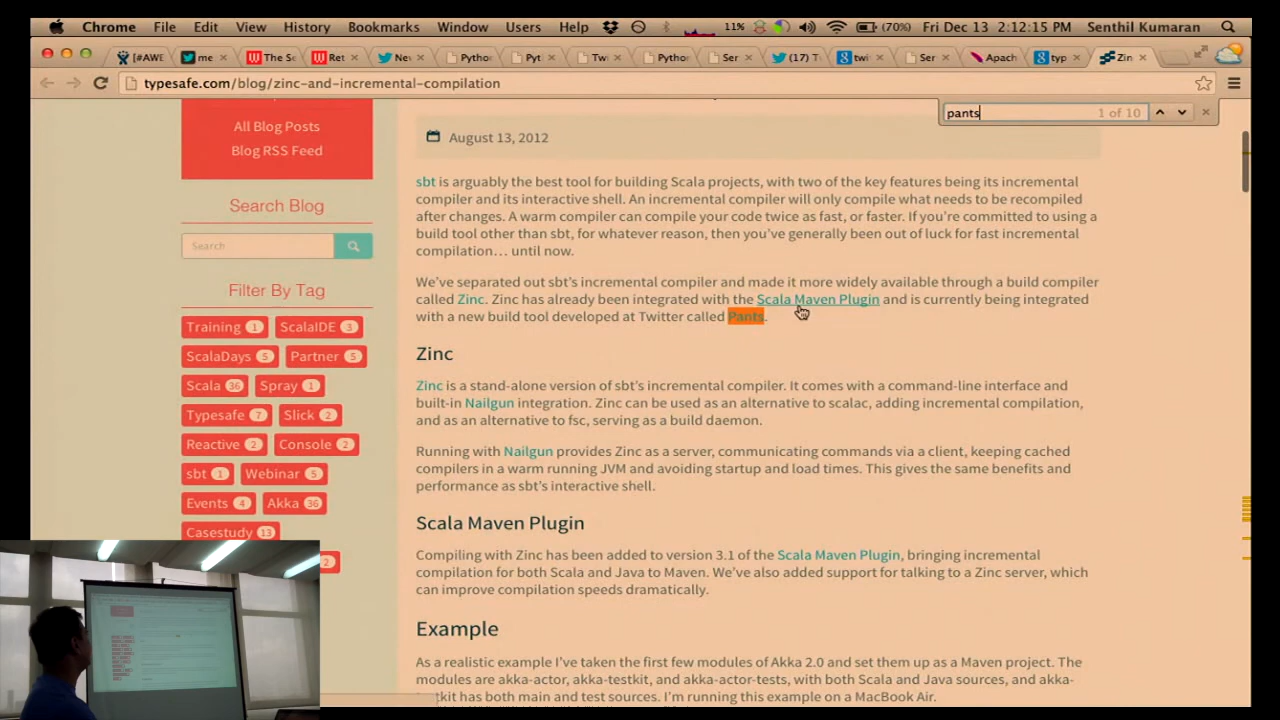 Chrome File Edit View History Bookmarks Window Users Help 11% (70%) Fri Dec 13 2:12:15 PM Senthil Kumaran
[#AWE me The S Ret Nev Pytho Pyt Twi Pytho Ser (17) T twi Ser Apach typ Zin
typesafe.com/blog/zinc-and-incremental-compilation
pants 1 of 10
All Blog Posts
Blog RSS Feed
Search Blog
Search
Filter By Tag
Training 1 ScalaIDE 3
ScalaDays 5 Partner 5
Scala 36 Spray 1
Typesafe 7 Slick 2
Reactive 2 Console 2
sbt 1 Webinar 5
Events 4 Akka 36
Casestudy 13
2
August 13, 2012
sbt is arguably the best tool for building Scala projects, with two of the key features being its incremental
compiler and its interactive shell. An incremental compiler will only compile what needs to be recompiled
after changes. A warm compiler can compile your code twice as fast, or faster. If you're committed to using a
build tool other than sbt, for whatever reason, then you've generally been out of luck for fast incremental
compilation… until now.
We've separated out sbt's incremental compiler and made it more widely available through a build compiler
called Zinc. Zinc has already been integrated with the Scala Maven Plugin and is currently being integrated
with a new build tool developed at Twitter called Pants.
Zinc
Zinc is a stand-alone version of sbt's incremental compiler. It comes with a command-line interface and
built-in Nailgun integration. Zinc can be used as an alternative to scalac, adding incremental compilation,
and as an alternative to fsc, serving as a build daemon.
Running with Nailgun provides Zinc as a server, communicating commands via a client, keeping cached
compilers in a warm running JVM and avoiding startup and load times. This gives the same benefits and
performance as sbt's interactive shell.
Scala Maven Plugin
Compiling with Zinc has been added to version 3.1 of the Scala Maven Plugin, bringing incremental
compilation for both Scala and Java to Maven. We've also added support for talking to a Zinc server, which
can improve compilation speeds dramatically.
Example
As a realistic example I've taken the first few modules of Akka 2.0 and set them up as a Maven project. The
modules are akka-actor, akka-testkit, and akka-actor-tests, with both Scala and Java sources, and akka-
testkit has both main and test sources. I'm running this example on a MacBook Air.